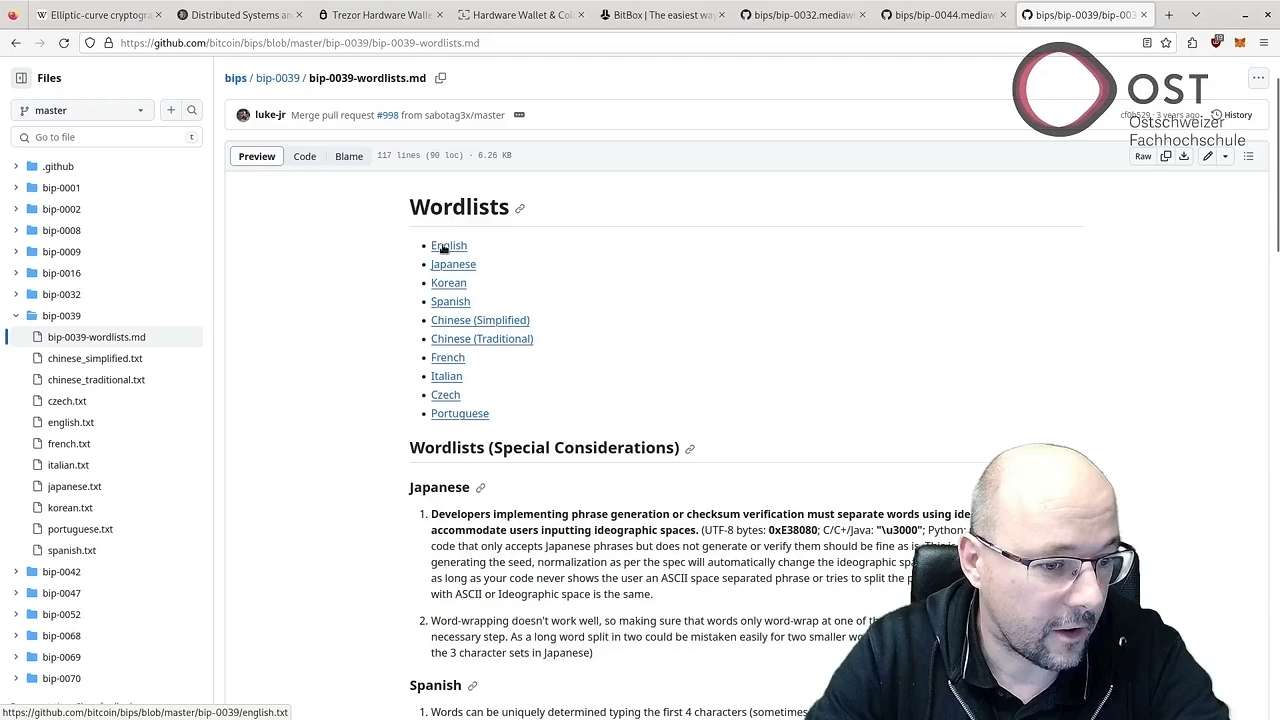 Elliptic-curve cryptogra
Distributed Systems an
Trezor Hardware Walle
Hardware Wallet & Col
BitBox | The easiest way
bips/bip-0032.mediawi
bips/bip-0044.mediawi
bips/bip-0039/bip-003
https://github.com/bitcoin/bips/blob/master/bip-0039/bip-0039-wordlists.md
19
Files
bips / bip-0039 / bip-0039-wordlists.md
master
luke-jr Merge pull request #998 from sabotag3x/master
cf0b529 · 3 years ago
History
OST
Ostschweizer
Fachhochschule
Go to file
t
Preview
Code
Blame
117 lines (90 loc) · 6.26 KB
Raw
.github
bip-0001
bip-0002
bip-0008
bip-0009
bip-0016
bip-0032
bip-0039
bip-0039-wordlists.md
chinese_simplified.txt
chinese_traditional.txt
czech.txt
english.txt
french.txt
italian.txt
japanese.txt
korean.txt
portuguese.txt
spanish.txt
bip-0042
bip-0047
bip-0052
bip-0068
bip-0069
bip-0070
Wordlists
• English
• Japanese
• Korean
• Spanish
• Chinese (Simplified)
• Chinese (Traditional)
• French
• Italian
• Czech
• Portuguese
Wordlists (Special Considerations)
Japanese
1. Developers implementing phrase generation or checksum verification must separate words using ide
accommodate users inputting ideographic spaces. (UTF-8 bytes: 0xE38080; C/C+/Java: "\u3000"; Python:
code that only accepts Japanese phrases but does not generate or verify them should be fine as is.
generating the seed, normalization as per the spec will automatically change the ideographic spa
as long as your code never shows the user an ASCII space separated phrase or tries to split the p
with ASCII or Ideographic space is the same.
2. Word-wrapping doesn't work well, so making sure that words only word-wrap at one of th
necessary step. As a long word split in two could be mistaken easily for two smaller wo
the 3 character sets in Japanese)
Spanish
1. Words can be uniquely determined typing the first 4 characters (sometimes
https://github.com/bitcoin/bips/blob/master/bip-0039/english.txt